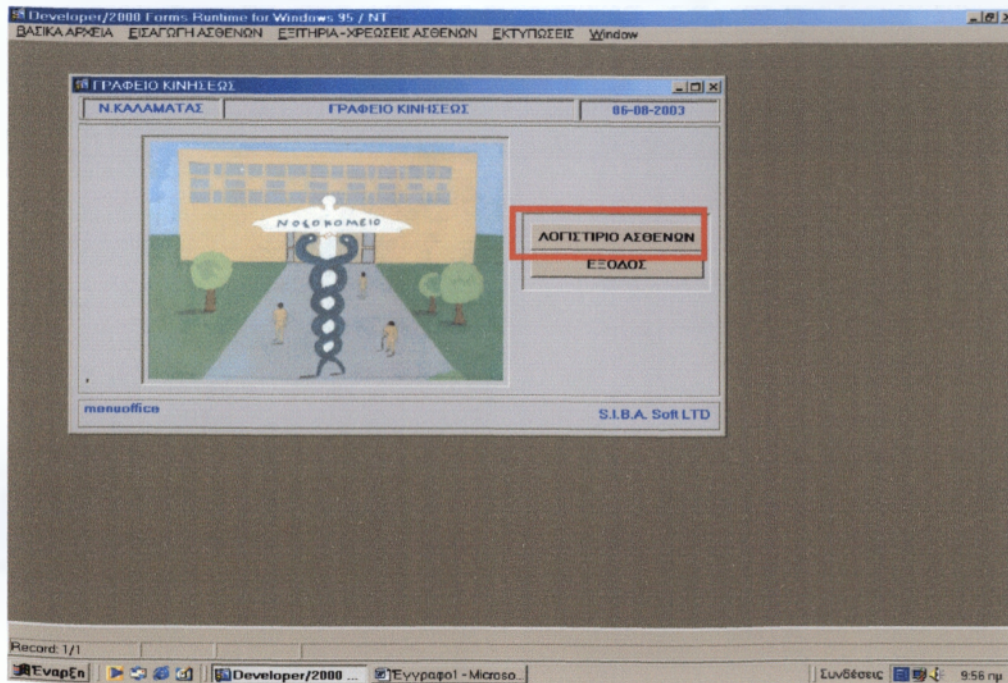 Developer/2000 Forms Runtime for Windows 95 / NT
ΒΑΣΙΚΑ ΑΡΧΕΙΑ ΕΙΣΑΓΩΓΗ ΑΣΘΕΝΩΝ ΕΞΙΤΗΡΙΑ-ΧΡΕΩΣΕΙΣ ΑΣΘΕΝΩΝ ΕΚΤΥΠΩΣΕΙΣ Window
ΓΡΑΦΕΙΟ ΚΙΝΗΣΕΩΣ
Ν.ΚΑΛΑΜΑΤΑΣ ΓΡΑΦΕΙΟ ΚΙΝΗΣΕΩΣ 06-08-2003
ΝΟΣΟΚΟΜΕΙΟ
ΛΟΓΙΣΤΙΡΙΟ ΑΣΘΕΝΩΝ
ΕΞΟΔΟΣ
menuoffice S.I.B.A. Soft LTD
Record: 1/1
Έναρξη Developer/2000 ... Έγγραφο1 - Microso... Συνδέσεις 9:56 πμ